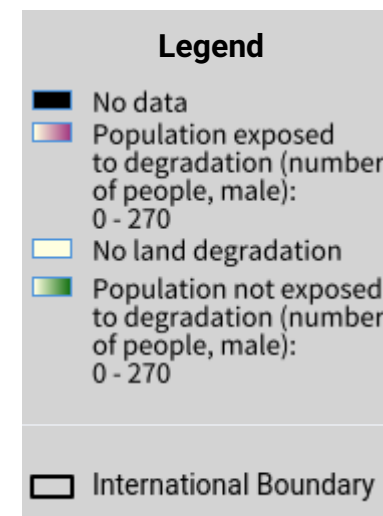 Legend
No data
Population exposed
to degradation (number
of people, male):
0 - 270
No land degradation
Population not exposed
to degradation (number
of people, male):
0 - 270
International Boundary